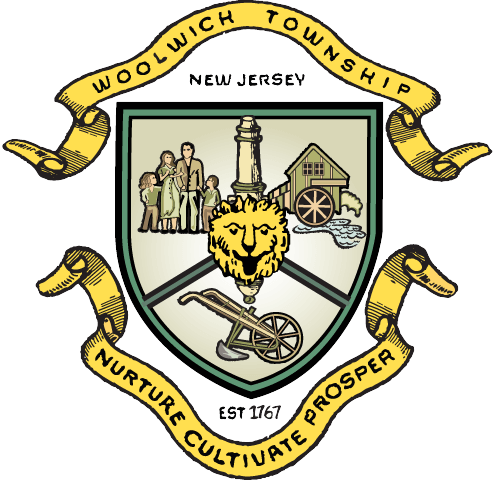 WOOLWICH TOWNSHIP
NEW JERSEY
EST 1767
NURTURE CULTIVATE PROSPER